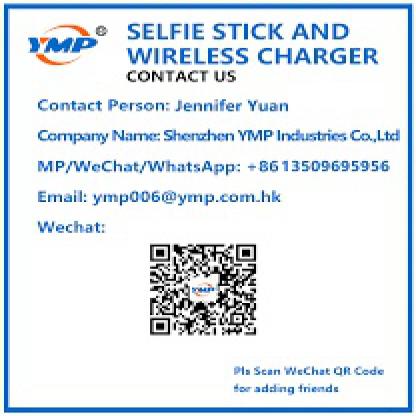 YMP®
SELFIE STICK AND
WIRELESS CHARGER
CONTACT US
Contact Person: Jennifer Yuan
Company Name: Shenzhen YMP Industries Co.,Ltd
MP/WeChat/WhatsApp: +8613509695956
Email: ymp006@ymp.com.hk
Wechat:
YMP
Pls Scan WeChat QR Code
for adding friends